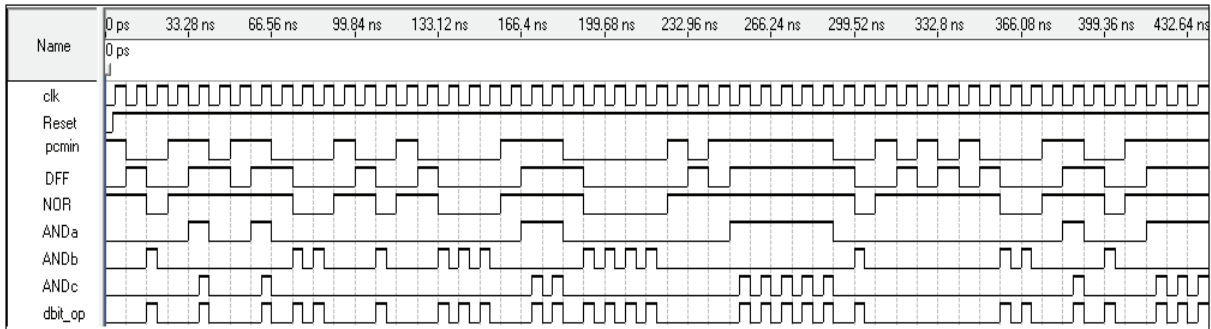 0 ps 33.28 ns 66.56 ns 99.84 ns 133.12 ns 166.4 ns 199.68 ns 232.96 ns 266.24 ns 299.52 ns 332.8 ns 366.08 ns 399.36 ns 432.64 ns
Name
0 ps
clk
Reset
pcmin
DFF
NOR
ANDa
ANDb
ANDc
dbit_op